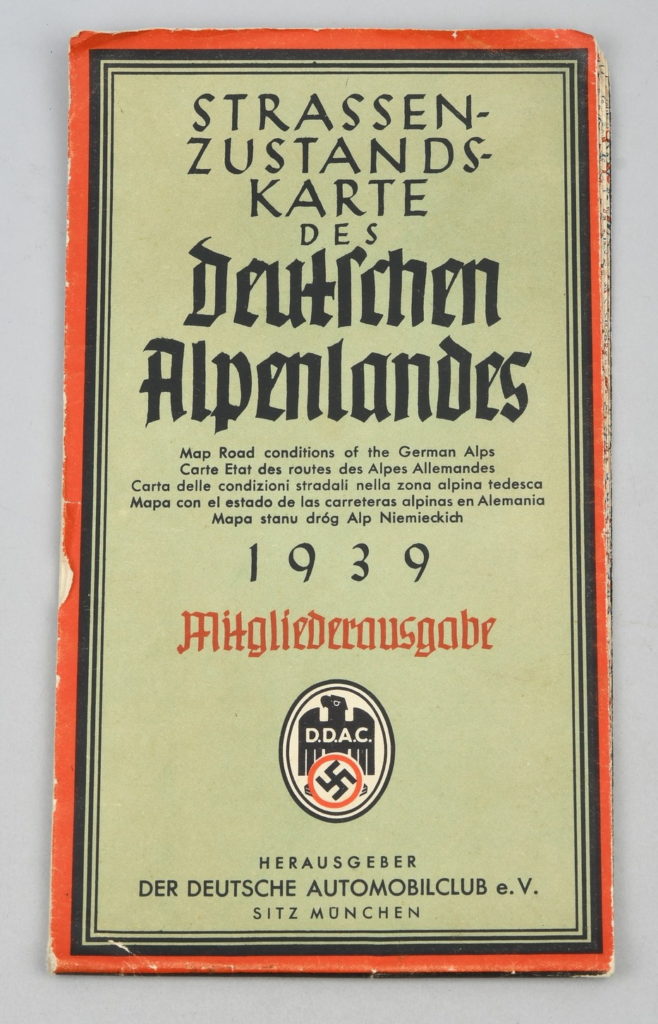 STRASSEN-
ZUSTANDS-
KARTE
DES
Deutschen
Alpenlandes
Map Road conditions of the German Alps
Carte Etat des routes des Alpes Allemandes
Carta delle condizioni stradali nella zona alpina tedesca
Mapa con el estado de las carreteras alpinas en Alemania
Mapa stanu dróg Alp Niemieckich
1939
Mitgliederausgabe
D.D.A.C.
HERAUSGEBER
DER DEUTSCHE AUTOMOBILCLUB e.V.
SITZ MÜNCHEN